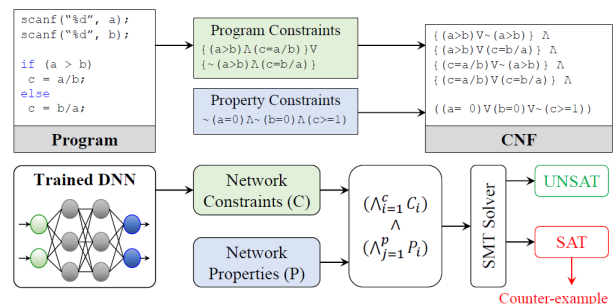 scanf("%d", a);
scanf("%d", b);
if (a > b)
c = a/b;
else
c = b/a;
Program
Program Constraints
{(a>b)Λ(c=a/b)}V
{~(a>b)Λ(c=b/a)}
Property Constraints
~(a=0)Λ~(b=0)Λ(c>=1)
{(a>b)V~(a>b)} Λ
{(a>b)V(c=b/a)} Λ
{(c=a/b)V~(a>b)} Λ
{(c=a/b)V(c=b/a)} Λ
((a= 0)V(b=0)V~(c>=1))
CNF
Trained DNN
Network
Constraints (C)
Network
Properties (P)
(⋀ᶜᵢ₌₁ Cᵢ)
∧
(⋀ᵖⱼ₌₁ Pᵢ)
SMT Solver
UNSAT
SAT
Counter-example